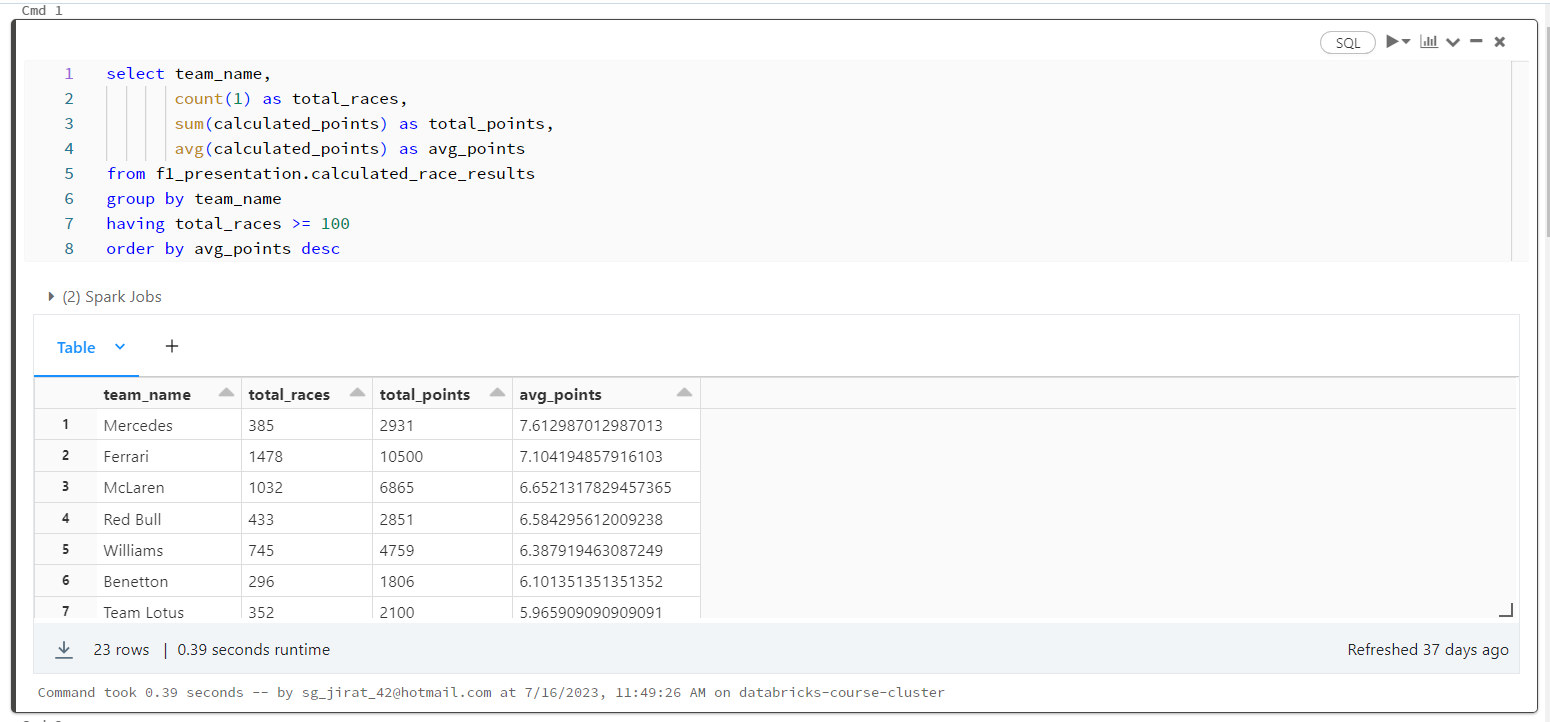 Cmd 1
SQL
1 select team_name,
2 count(1) as total_races,
3 sum(calculated_points) as total_points,
4 avg(calculated_points) as avg_points
5 from f1_presentation.calculated_race_results
6 group by team_name
7 having total_races >= 100
8 order by avg_points desc
(2) Spark Jobs
Table +
team_name total_races total_points avg_points
1 Mercedes 385 2931 7.612987012987013
2 Ferrari 1478 10500 7.104194857916103
3 McLaren 1032 6865 6.6521317829457365
4 Red Bull 433 2851 6.584295612009238
5 Williams 745 4759 6.387919463087249
6 Benetton 296 1806 6.101351351351352
7 Team Lotus 352 2100 5.965909090909091
23 rows | 0.39 seconds runtime Refreshed 37 days ago
Command took 0.39 seconds -- by sg_jirat_42@hotmail.com at 7/16/2023, 11:49:26 AM on databricks-course-cluster